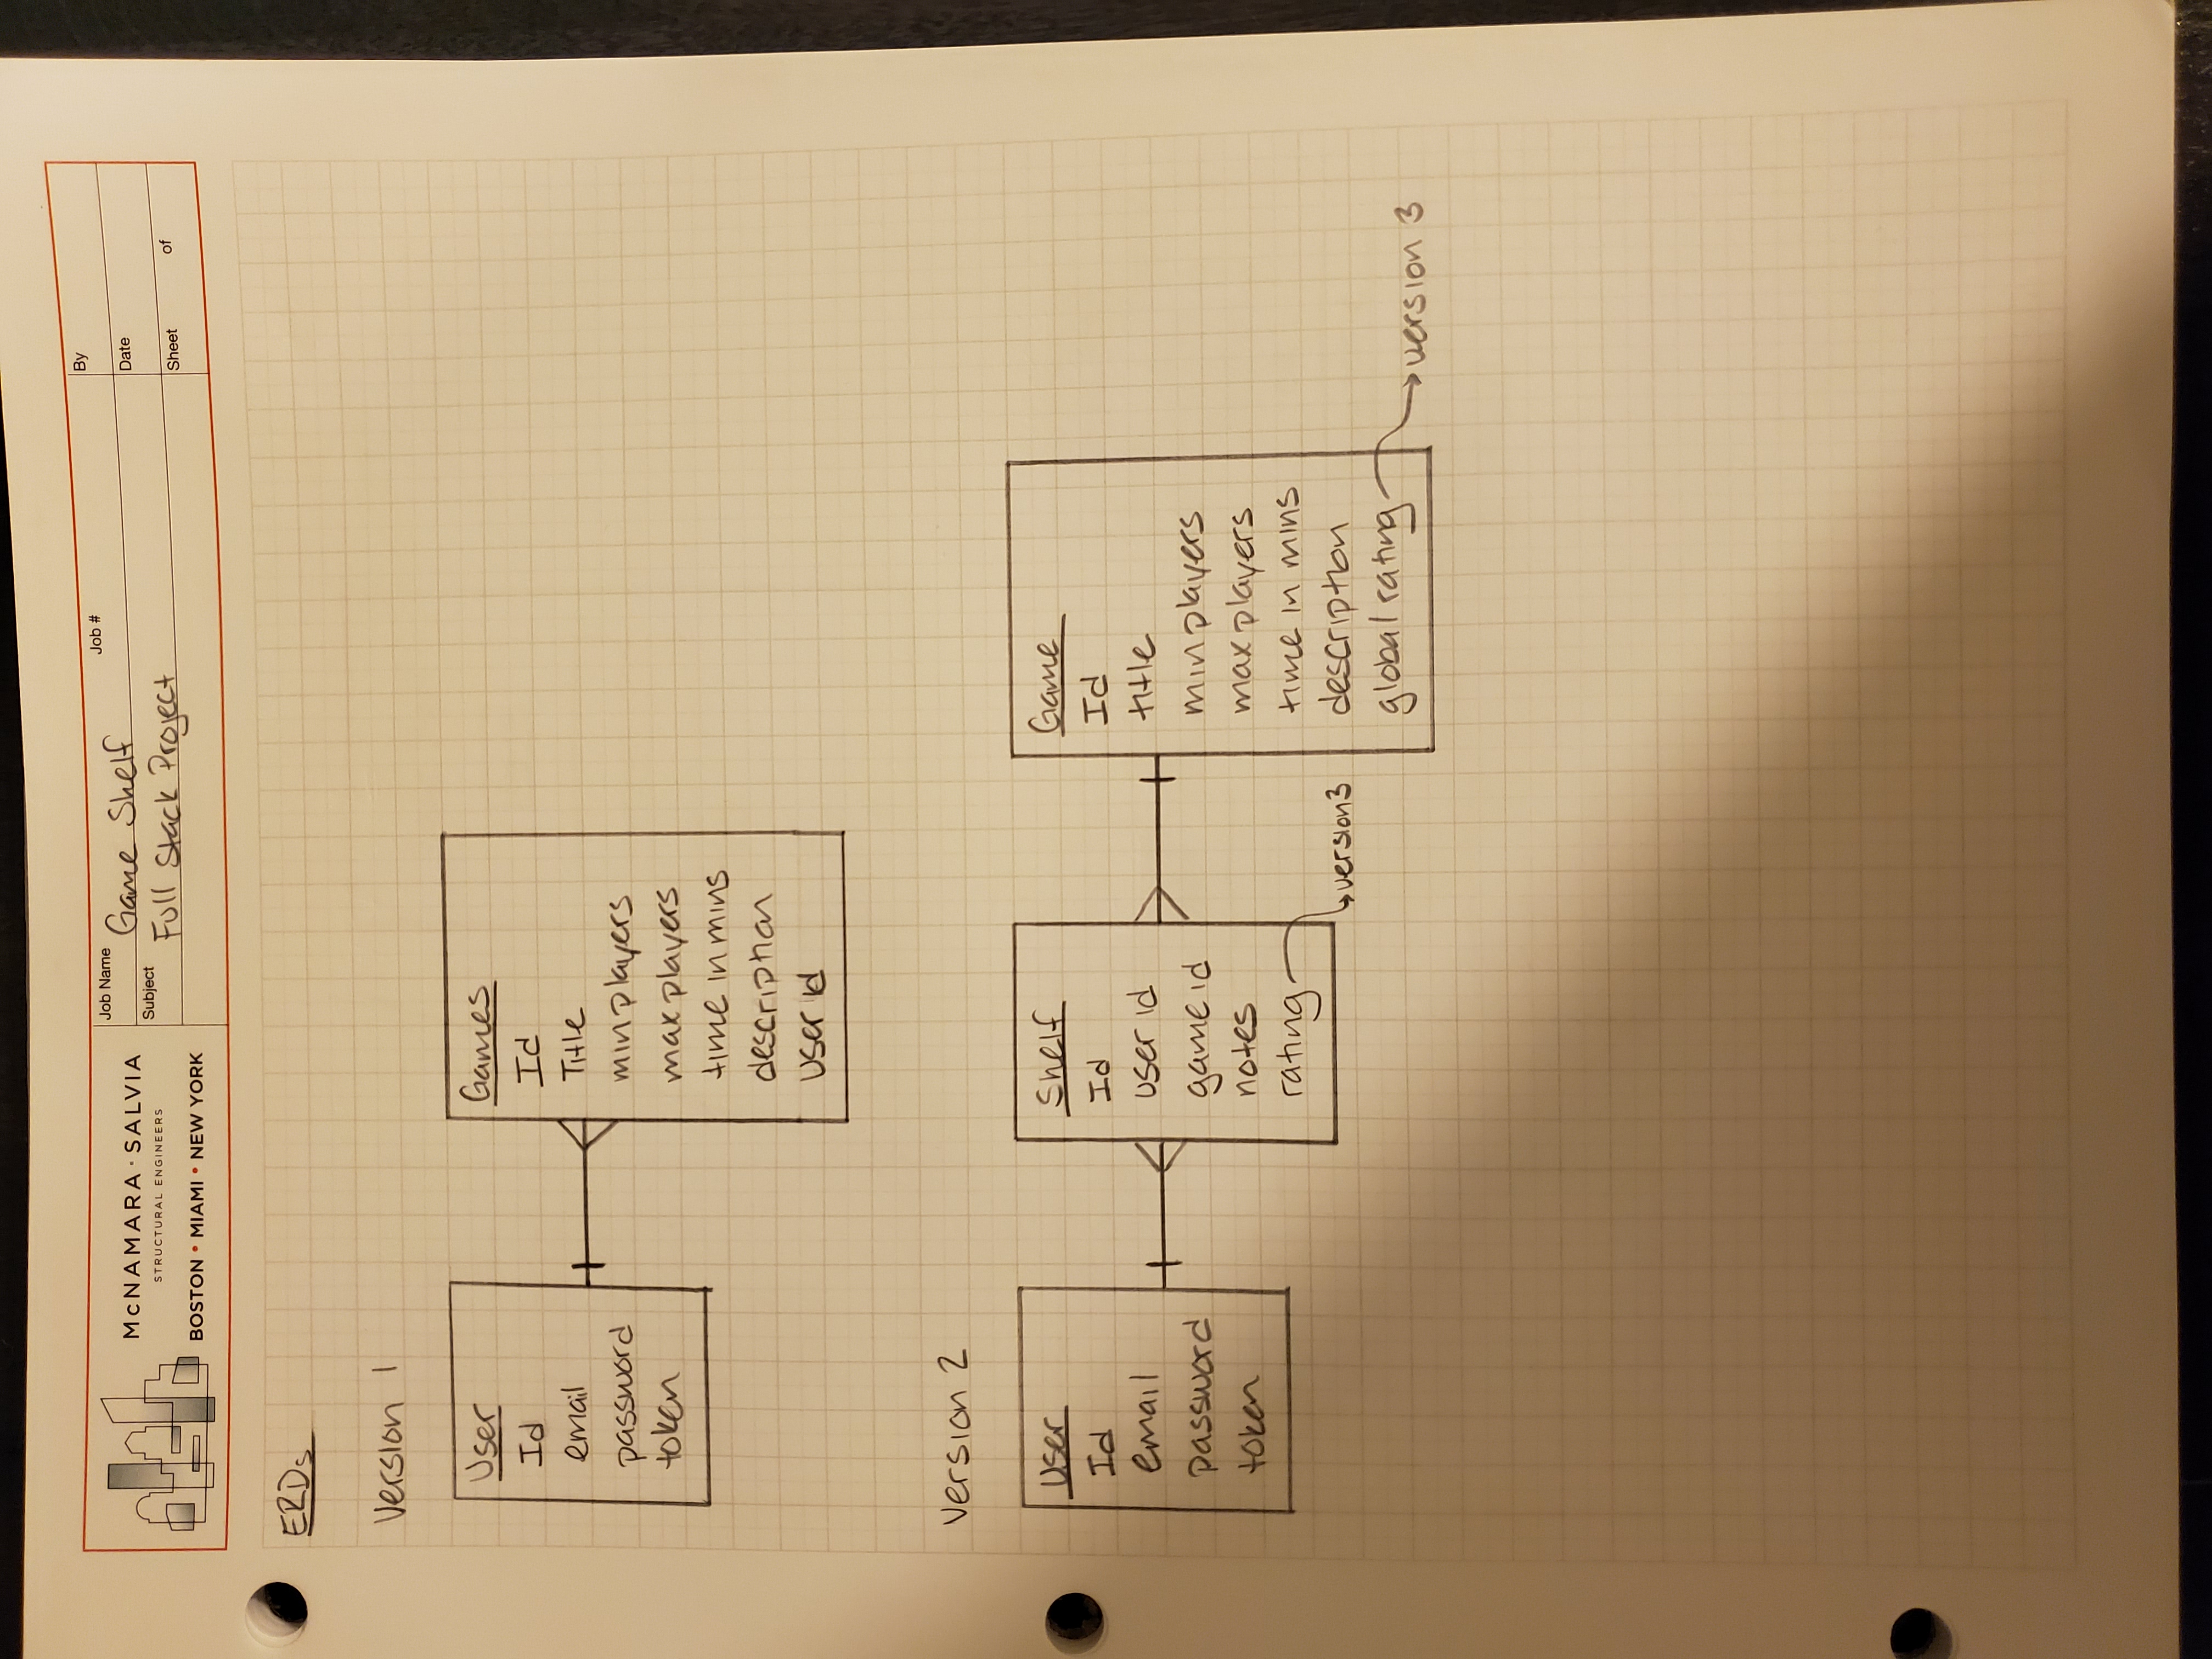 McNAMARA · SALVIA
STRUCTURAL ENGINEERS
BOSTON • MIAMI • NEW YORK
Job Name Game Shelf
Job #
Subject Full Stack Project
By
Date
Sheet of
ERDs
Version 1
User
Id
email
password
token
Games
Id
Title
min players
max players
time in mins
description
User id
Version 2
User
Id
email
password
token
Shelf
Id
user id
game id
notes
rating
version 3
Game
Id
title
min players
max players
time in mins
description
global rating
version 3